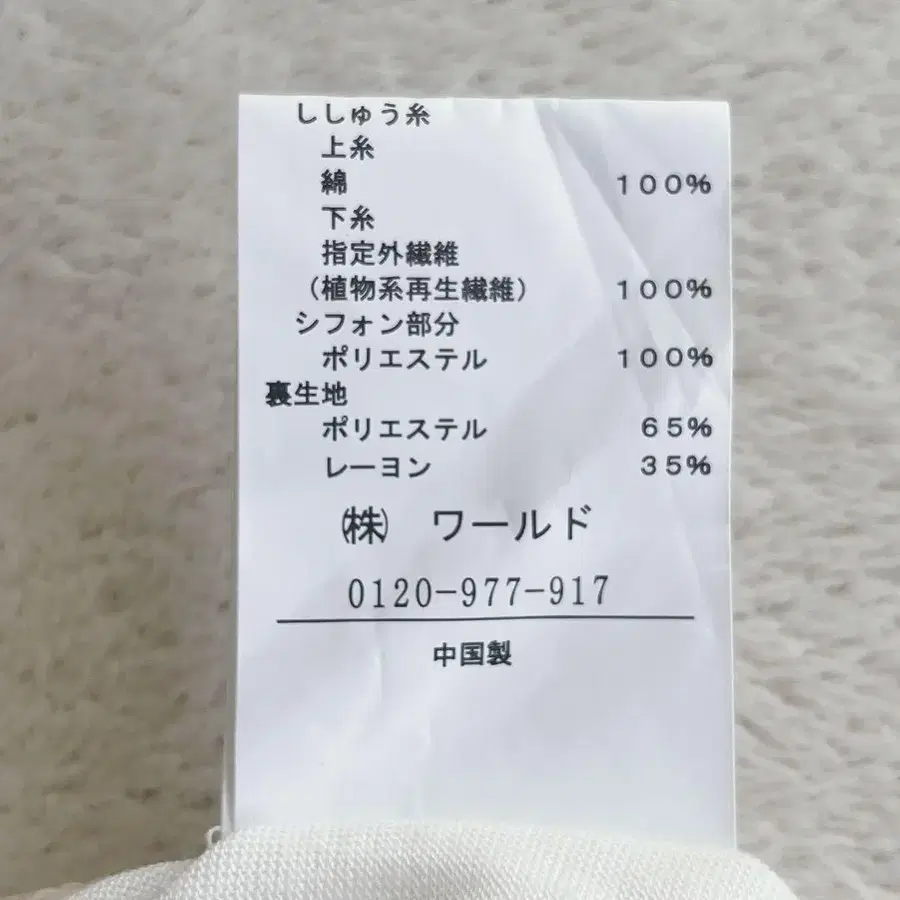 ししゅう糸
上糸
綿 100%
下糸
指定外繊維
(植物系再生繊維) 100%
シフォン部分
ポリエステル 100%
裏生地
ポリエステル 65%
レーヨン 35%
㈱ ワールド
0120-977-917
中国製